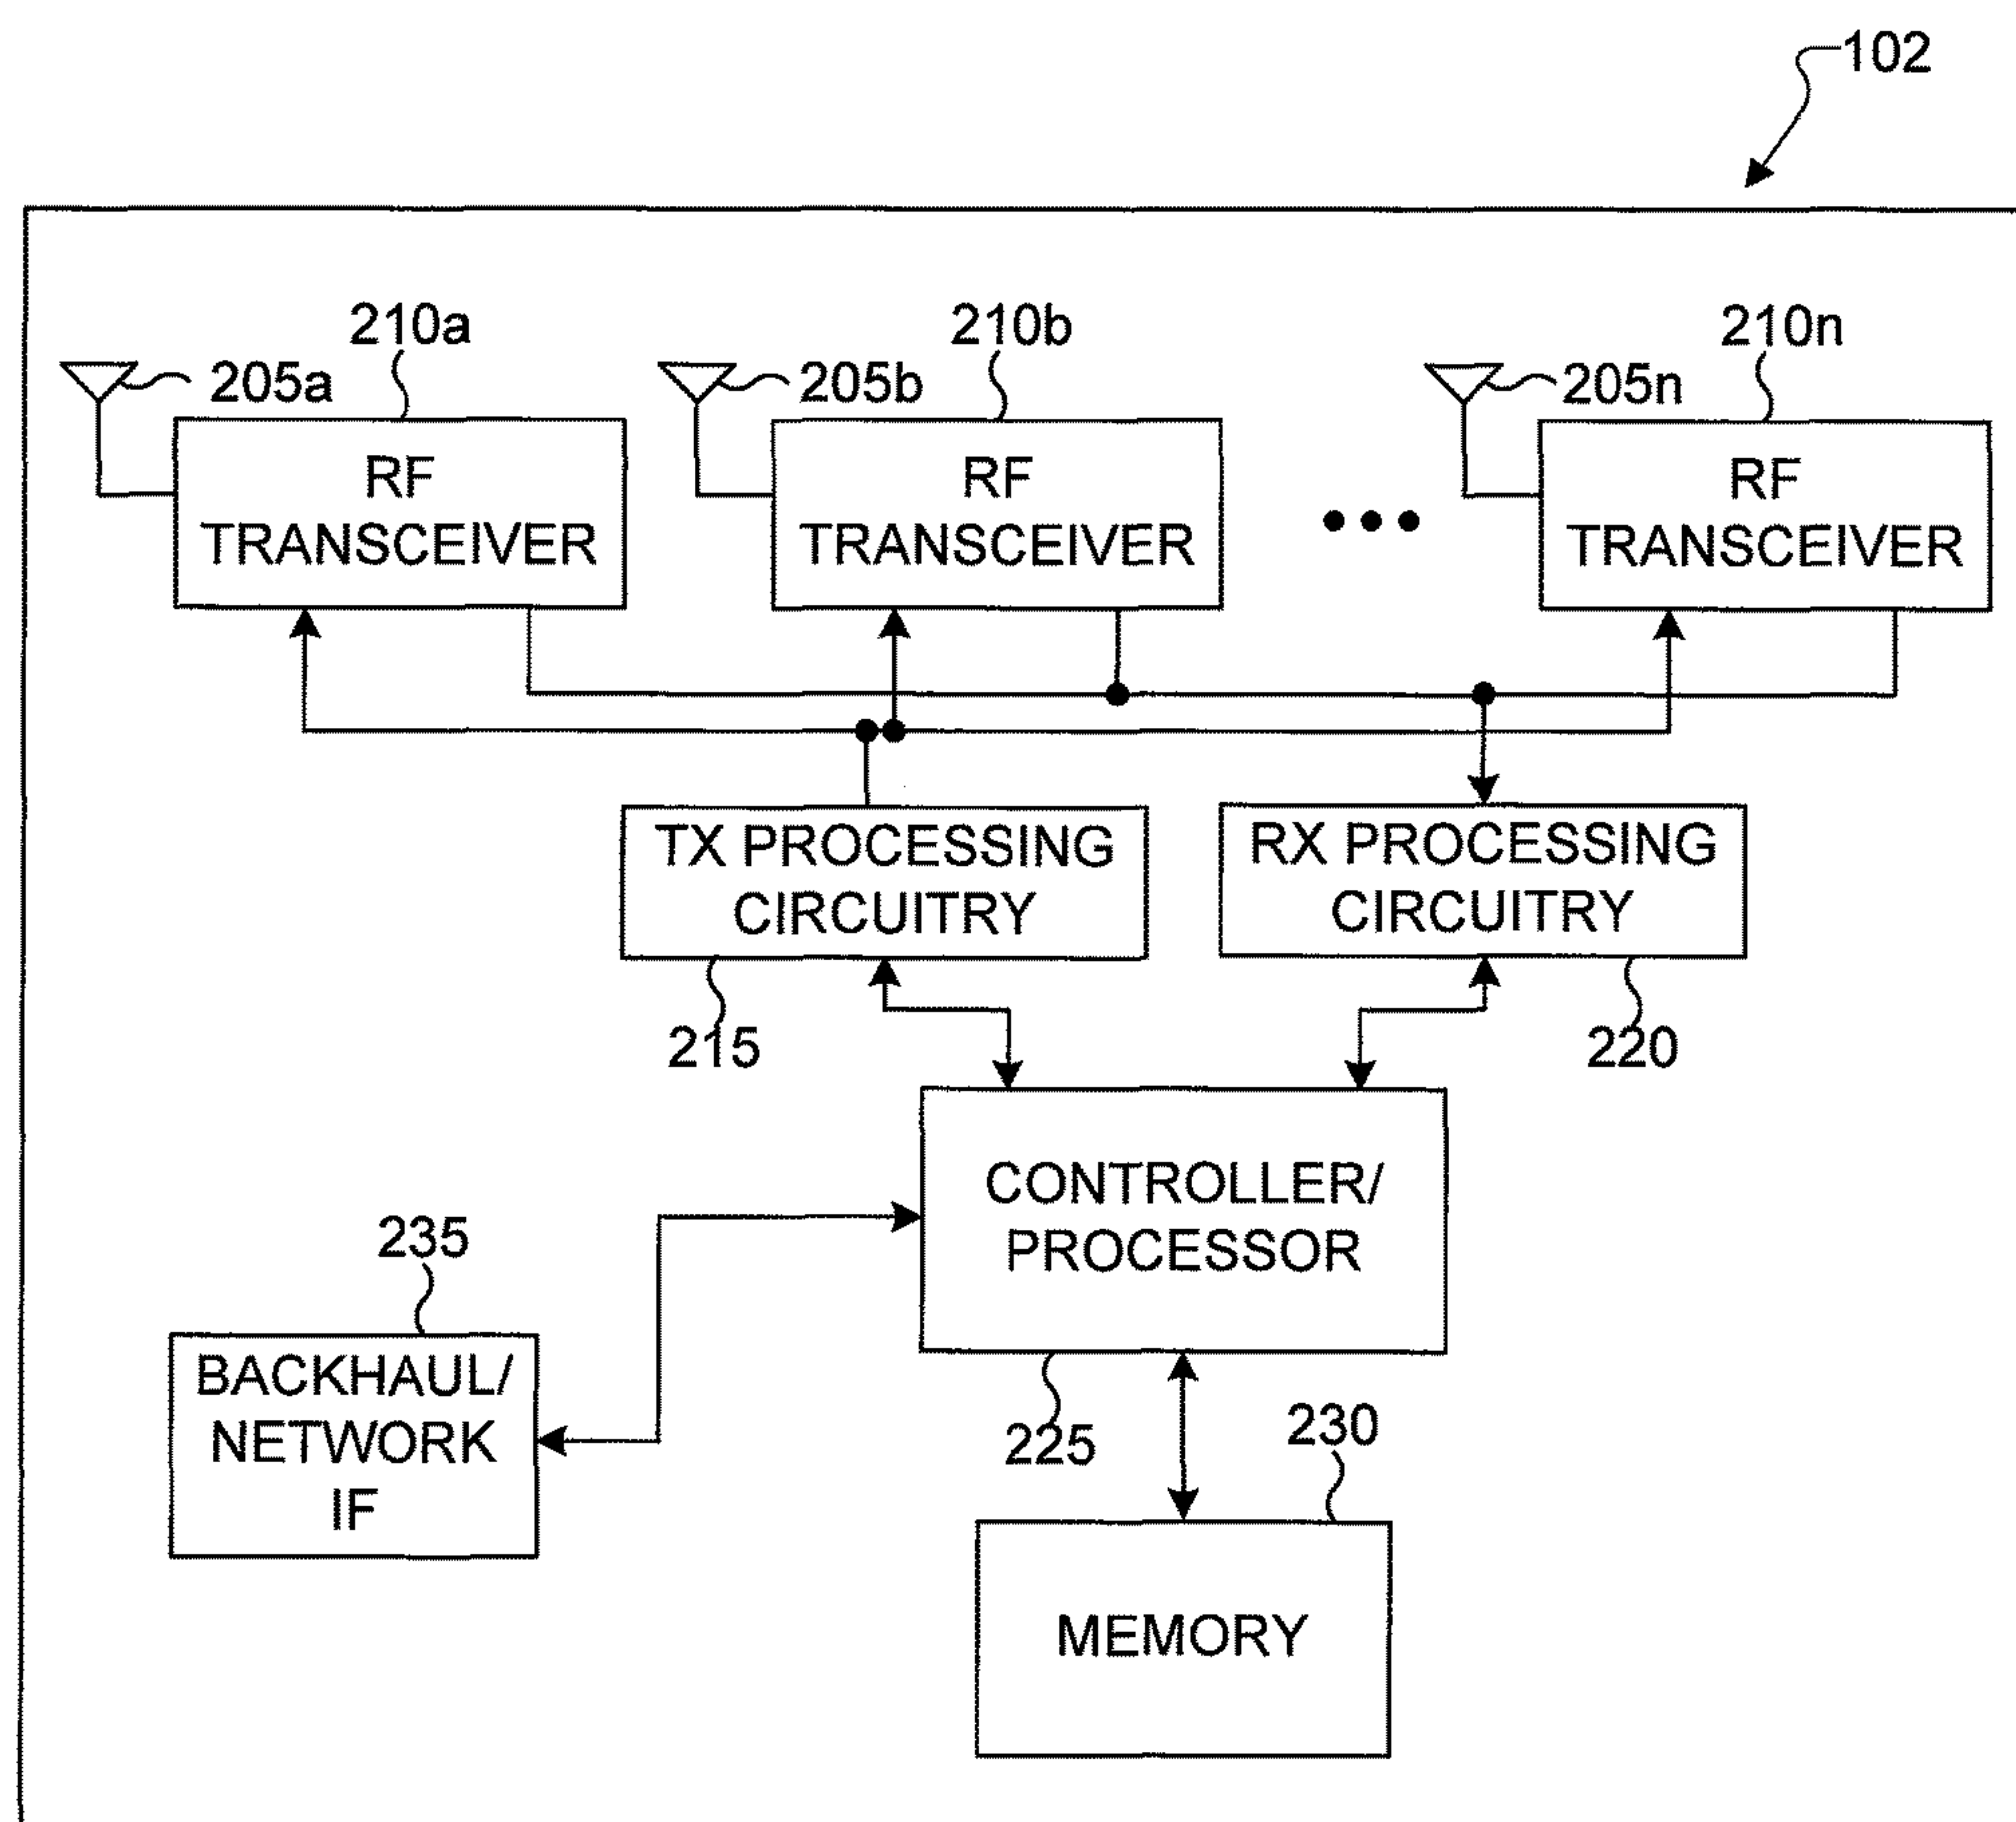 102
210a
210b
210n
205a
205b
205n
RF
TRANSCEIVER
RF
TRANSCEIVER
RF
TRANSCEIVER
TX PROCESSING
CIRCUITRY
RX PROCESSING
CIRCUITRY
215
220
CONTROLLER/
PROCESSOR
235
BACKHAUL/
NETWORK
IF
225
230
MEMORY